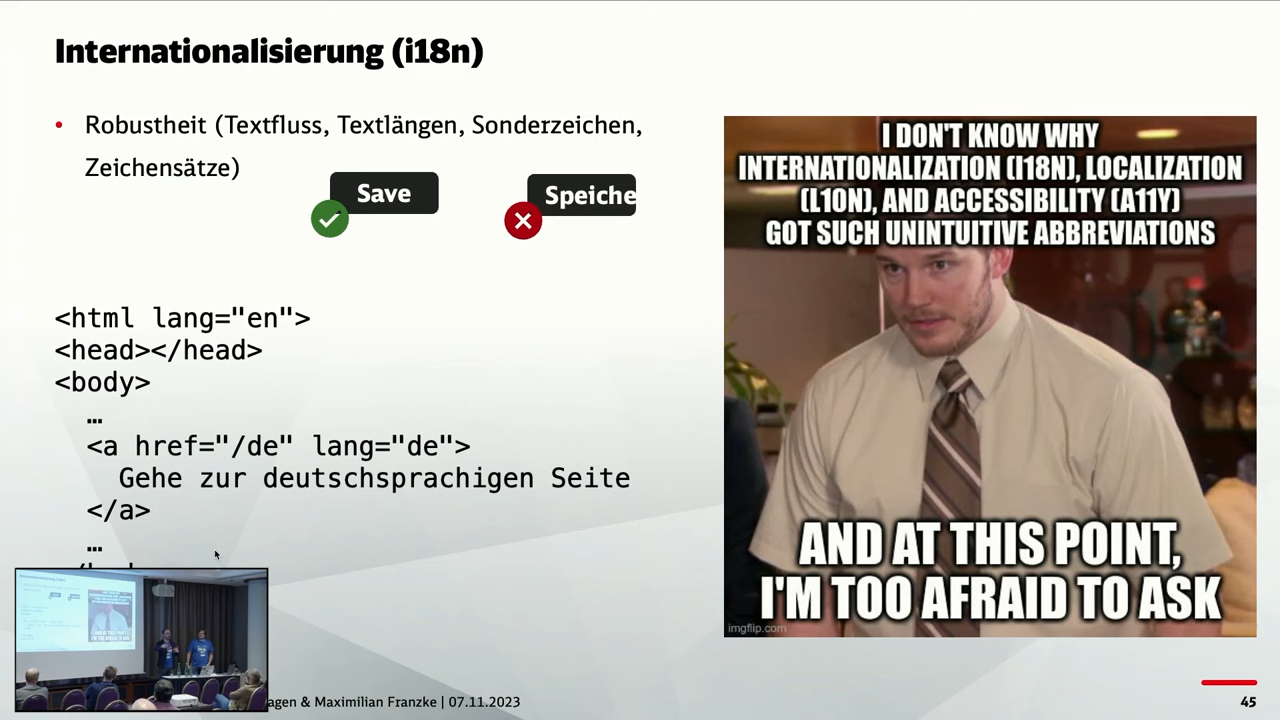 Internationalisierung (i18n)
• Robustheit (Textfluss, Textlängen, Sonderzeichen,
Zeichensätze)
Save
Speiche
<html lang="en">
<head></head>
<body>
…
<a href="/de" lang="de">
Gehe zur deutschsprachigen Seite
</a>
…
I DON'T KNOW WHY
INTERNATIONALIZATION (I18N), LOCALIZATION
(L10N), AND ACCESSIBILITY (A11Y)
GOT SUCH UNINTUITIVE ABBREVIATIONS
AND AT THIS POINT,
I'M TOO AFRAID TO ASK
imgflip.com
& Maximilian Franzke | 07.11.2023
45